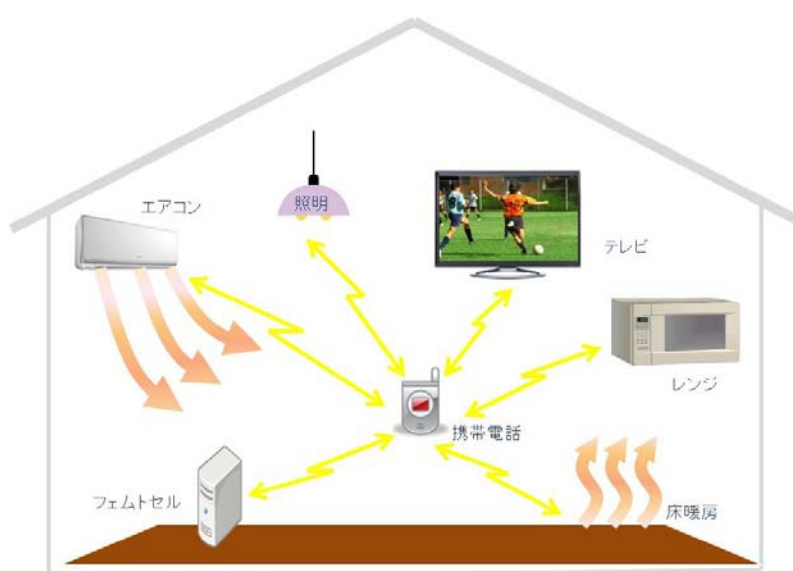 照明
エアコン
テレビ
レンジ
携帯電話
フェムトセル
床暖房